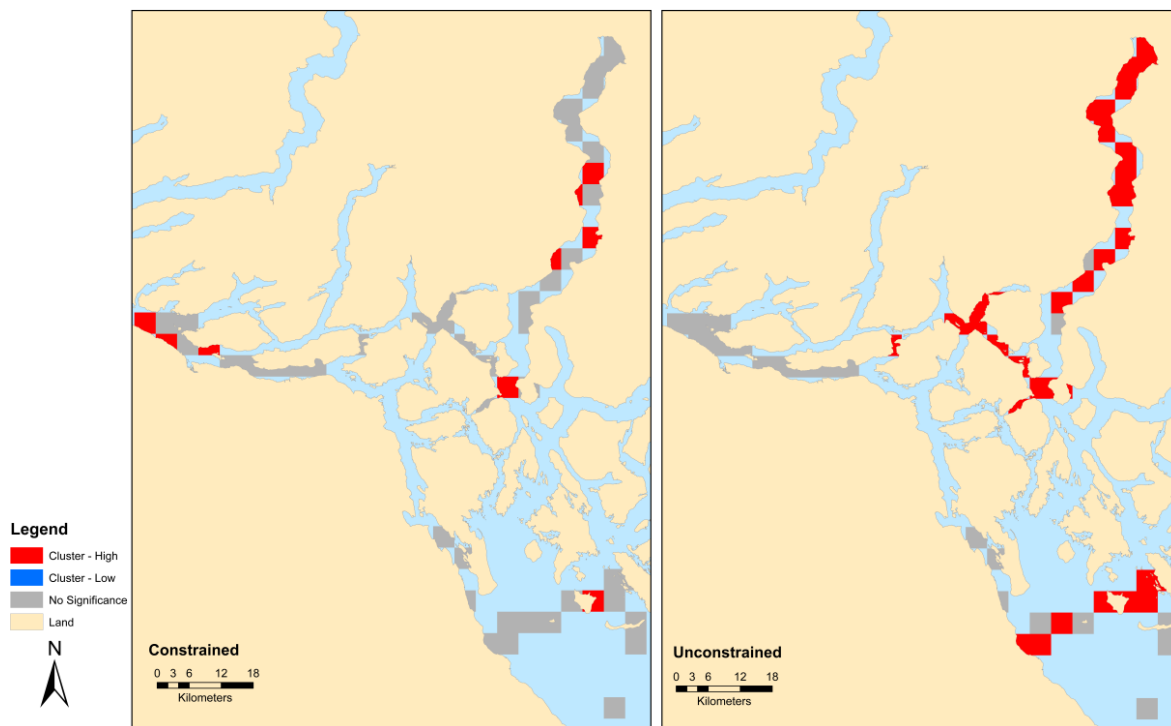 Legend
Cluster - High
Cluster - Low
No Significance
Land
N
Constrained
0 3 6 12 18
Kilometers
Unconstrained
0 3 6 12 18
Kilometers